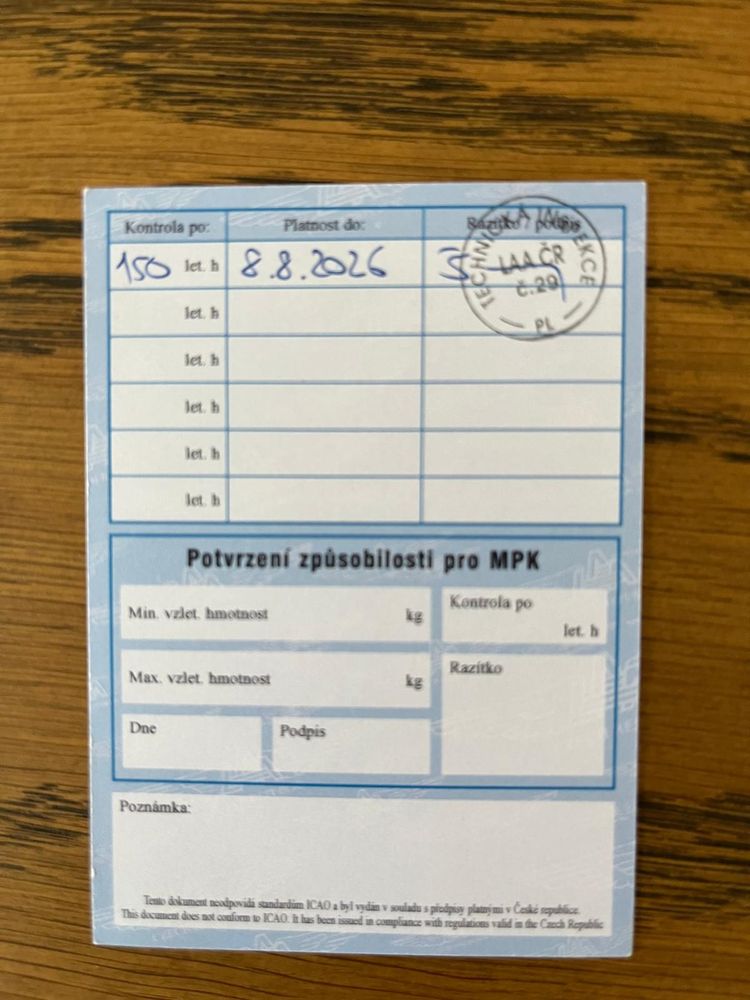 Kontrola po: Platnost do: Razítko / podpis
150 let. h 8.8.2026
TECHNICKÁ INSPEKCE
LAA ČR
č.29
PL
let. h
let. h
let. h
let. h
let. h
Potvrzení způsobilosti pro MPK
Min. vzlet. hmotnost kg
Kontrola po
let. h
Max. vzlet. hmotnost kg
Razítko
Dne
Podpis
Poznámka:
Tento dokument neodpovídá standardům ICAO a byl vydán v souladu s předpisy platnými v České republice.
This document does not conform to ICAO. It has been issued in compliance with regulations valid in the Czech Republic